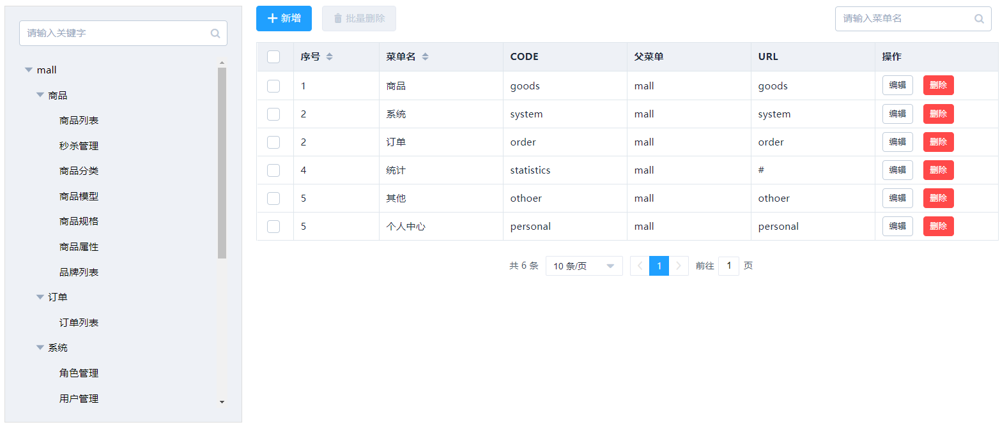 请输入关键字
mall
商品
商品列表
秒杀管理
商品分类
商品模型
商品规格
商品属性
品牌列表
订单
订单列表
系统
角色管理
用户管理
新增 批量删除 请输入菜单名
序号 菜单名 CODE 父菜单 URL 操作
1 商品 goods mall goods 编辑 删除
2 系统 system mall system 编辑 删除
2 订单 order mall order 编辑 删除
4 统计 statistics mall # 编辑 删除
5 其他 othoer mall othoer 编辑 删除
5 个人中心 personal mall personal 编辑 删除
共 6 条 10 条/页 1 前往 1 页